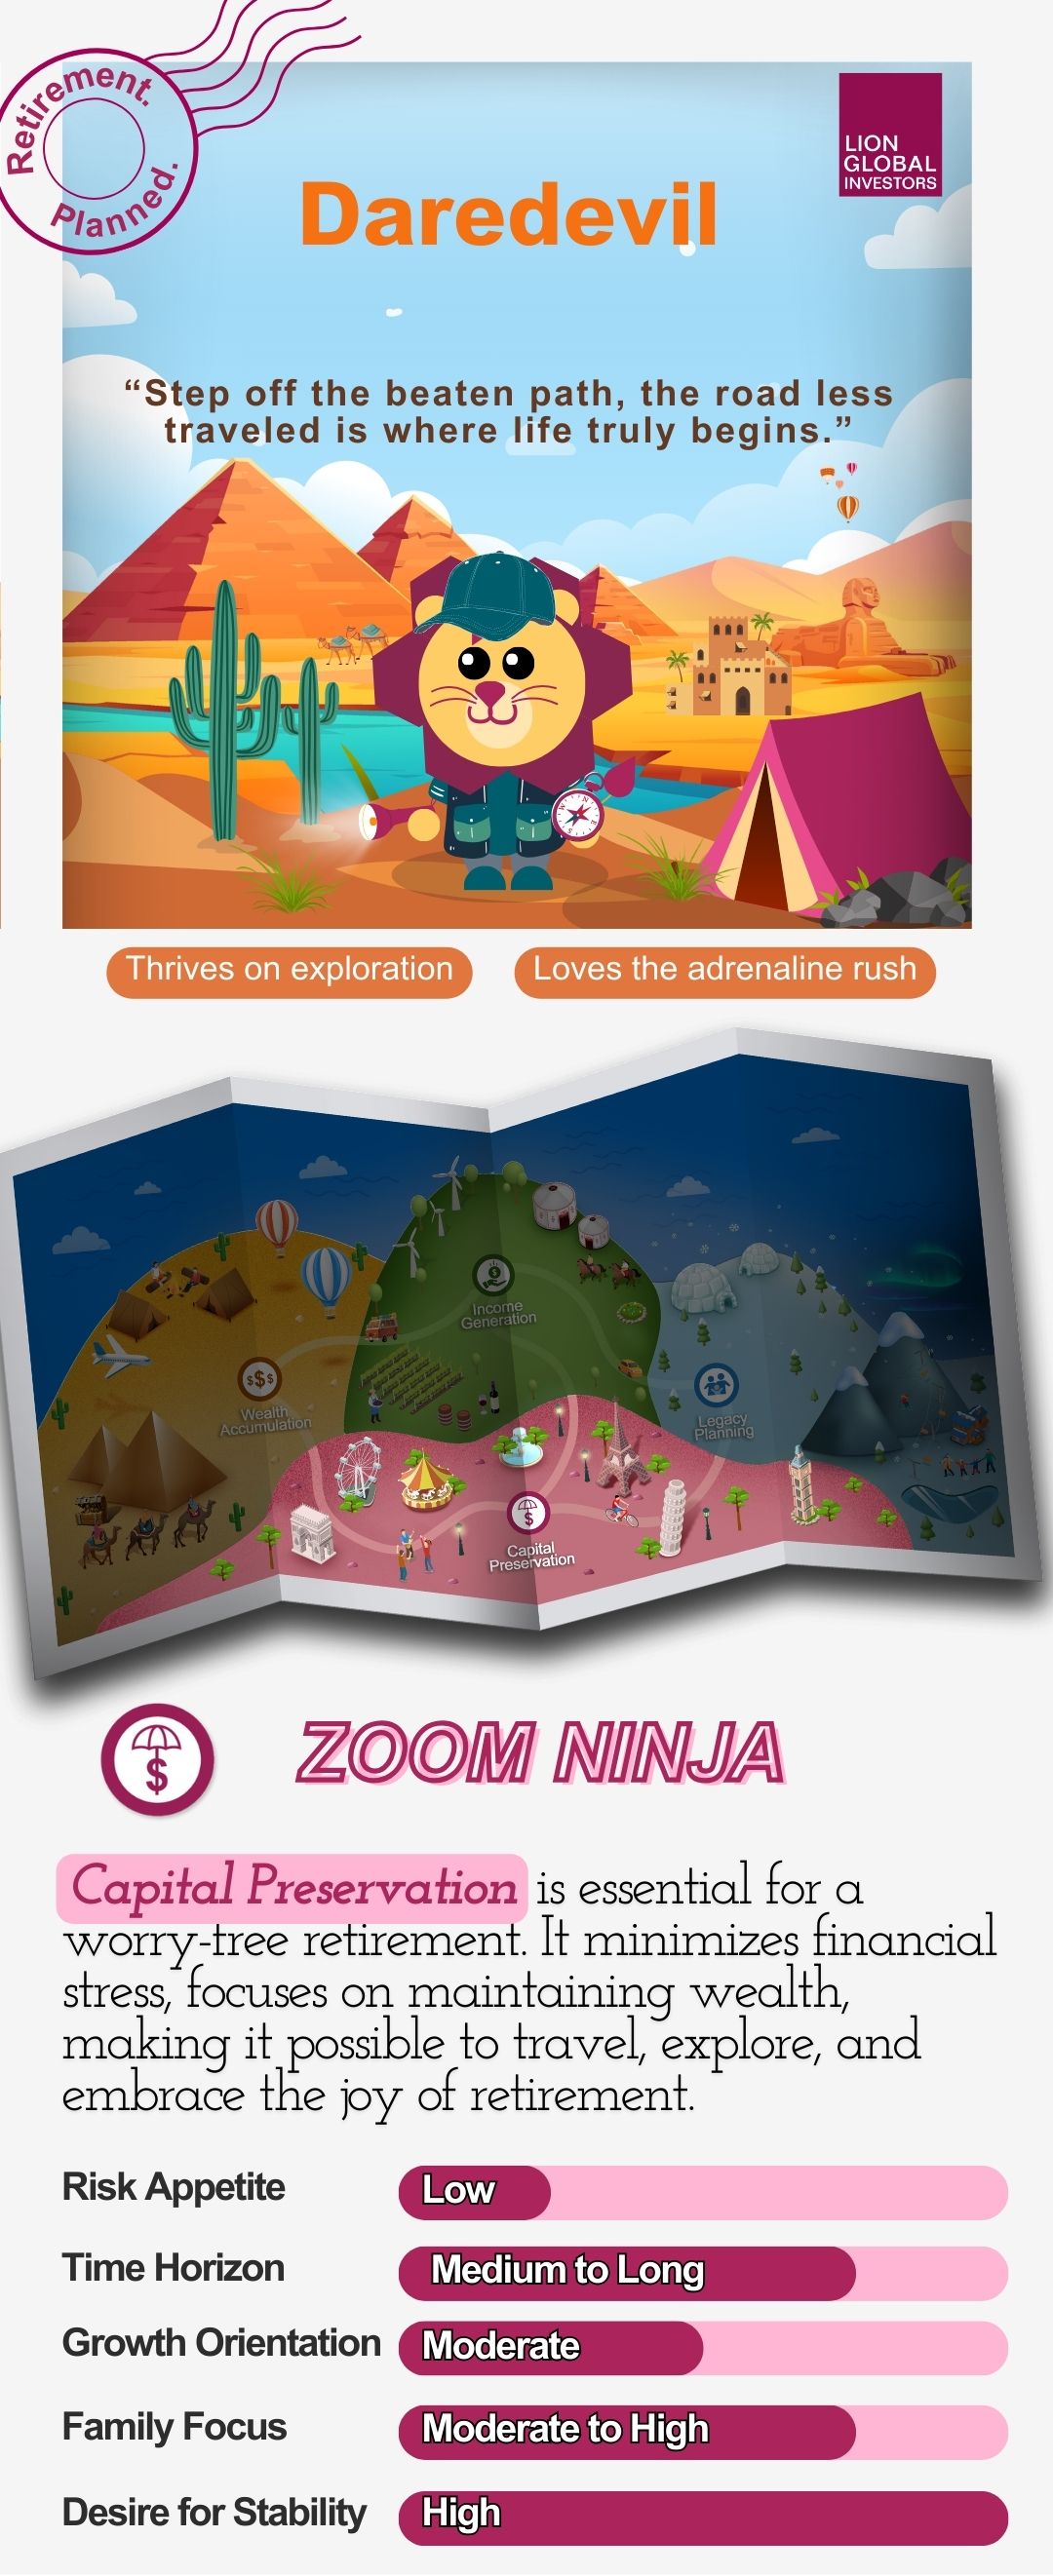 Retirement.
Planned.
LION
GLOBAL
INVESTORS
Daredevil
“Step off the beaten path, the road less
traveled is where life truly begins.”
Thrives on exploration
Loves the adrenaline rush
Income
Generation
$$$
Wealth
Accumulation
Legacy
Planning
$
Capital
Preservation
$
ZOOM NINJA
Capital Preservation is essential for a
worry-free retirement. It minimizes financial
stress, focuses on maintaining wealth,
making it possible to travel, explore, and
embrace the joy of retirement.
Risk Appetite
Low
Time Horizon
Medium to Long
Growth Orientation
Moderate
Family Focus
Moderate to High
Desire for Stability
High